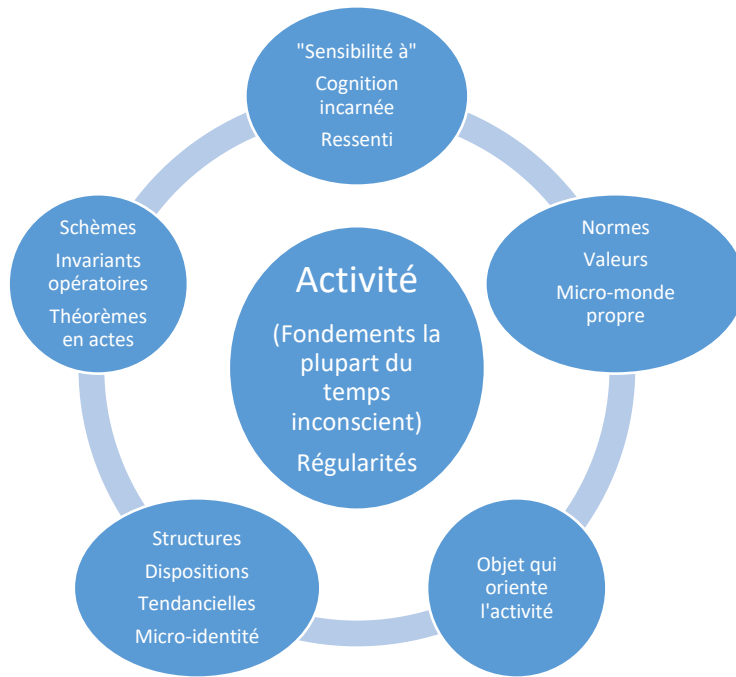 "Sensibilité à"
Cognition
incarnée
Ressenti
Normes
Valeurs
Micro-monde
propre
Objet qui
oriente
l'activité
Structures
Dispositions
Tendancielles
Micro-identité
Schèmes
Invariants
opératoires
Théorèmes
en actes
Activité
(Fondements la
plupart du
temps
inconscient)
Régularités